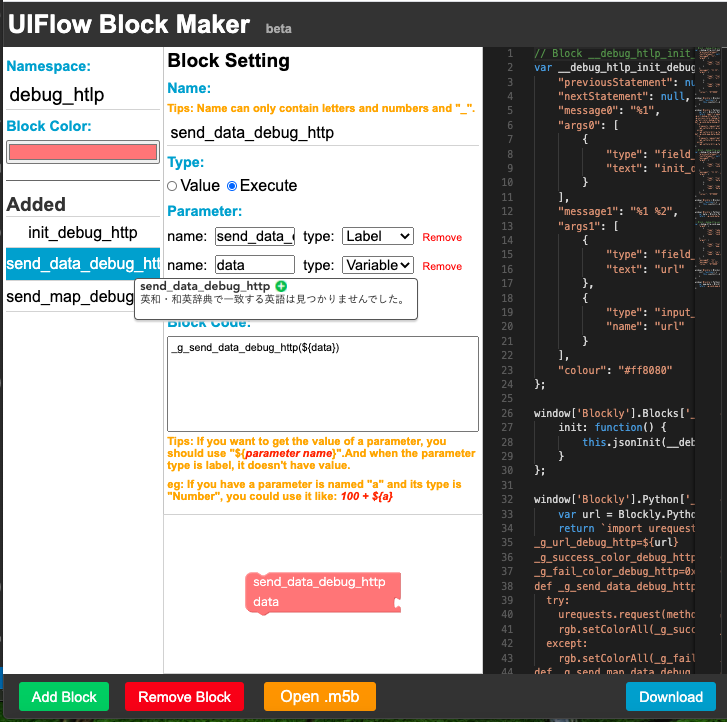 UIFlow Block Maker beta
Namespace:
debug_htlp
Block Color:
Added
init_debug_http
send_data_debug_htt
send_map_debug
Block Setting
Name:
Tips: Name can only contain letters and numbers and "_".
send_data_debug_http
Type:
Value Execute
Parameter:
name: send_data_ type: Label Remove
name: data type: Variable Remove
send_data_debug_http
英和・和英辞典で一致する英語は見つかりませんでした。
Block Code:
_g_send_data_debug_http(${data})
Tips: If you want to get the value of a parameter, you
should use "${parameter name}".And when the parameter
type is label, it doesn't have value.
eg: If you have a parameter is named "a" and its type is
"Number", you could use it like: 100 + ${a}
send_data_debug_http
data
1 // Block __debug_htlp_init_
2 var __debug_htlp_init_debug
3 "previousStatement": nu
4 "nextStatement": null,
5 "message0": "%1",
6 "args0": [
7 {
8 "type": "field_
9 "text": "init_d
10 }
11 ],
12 "message1": "%1 %2",
13 "args1": [
14 {
15 "type": "field_
16 "text": "url"
17 },
18 {
19 "type": "input_
20 "name": "url"
21 }
22 ],
23 "colour": "#ff8080"
24 };
25
26 window['Blockly'].Blocks['_
27 init: function() {
28 this.jsonInit(__deb
29 }
30 };
31
32 window['Blockly'].Python['_
33 var url = Blockly.Pytho
34 return `import urequest
35 _g_url_debug_http=${url}
36 _g_success_color_debug_http
37 _g_fail_color_debug_http=0x
38 def _g_send_data_debug_http
39 try:
40 urequests.request(metho
41 rgb.setColorAll(_g_succ
42 except:
43 rgb.setColorAll(_g_fail
44 def _g_send_map_data_debug
Add Block
Remove Block
Open .m5b
Download